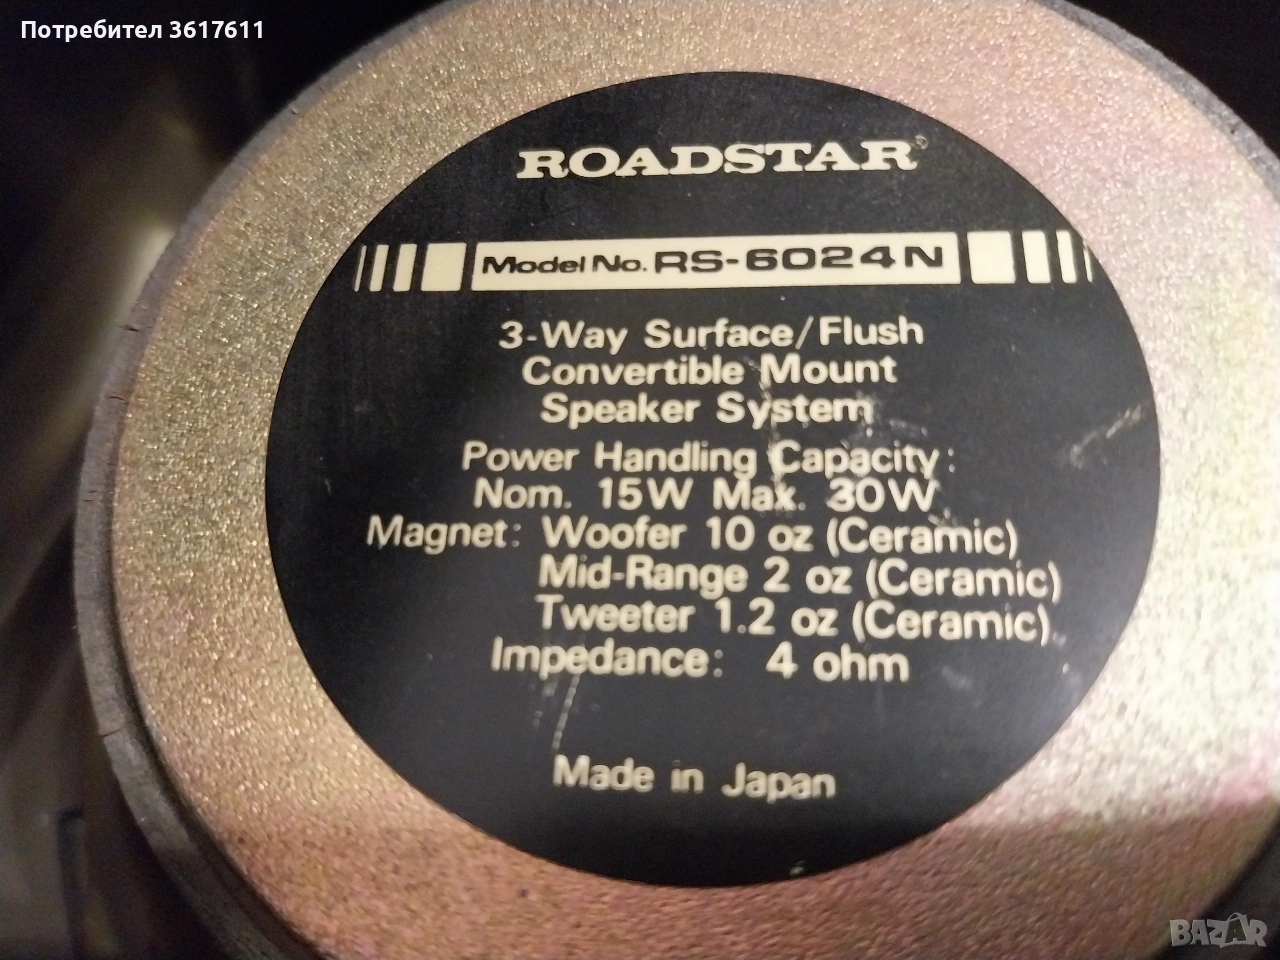 Потребител 3617611
ROADSTAR
Model No. RS-6024N
3-Way Surface/Flush
Convertible Mount
Speaker System
Power Handling Capacity:
Nom. 15W Max. 30W
Magnet: Woofer 10 oz (Ceramic)
Mid-Range 2 oz (Ceramic)
Tweeter 1.2 oz (Ceramic)
Impedance: 4 ohm
Made in Japan
BAZAR